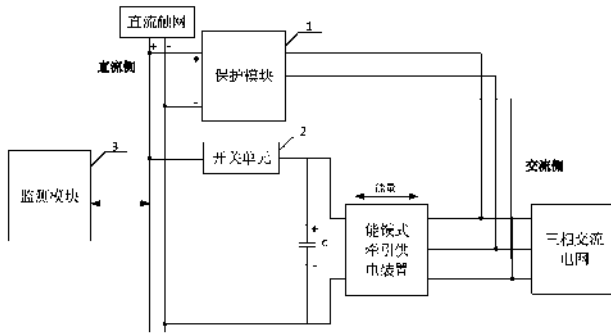 直流触网
1
+ -
+
保护模块
直流侧
-
2
3
开关单元
交流侧
能量
监测模块
+
C
-
能馈式
牵引供
电装置
三相交流
电网